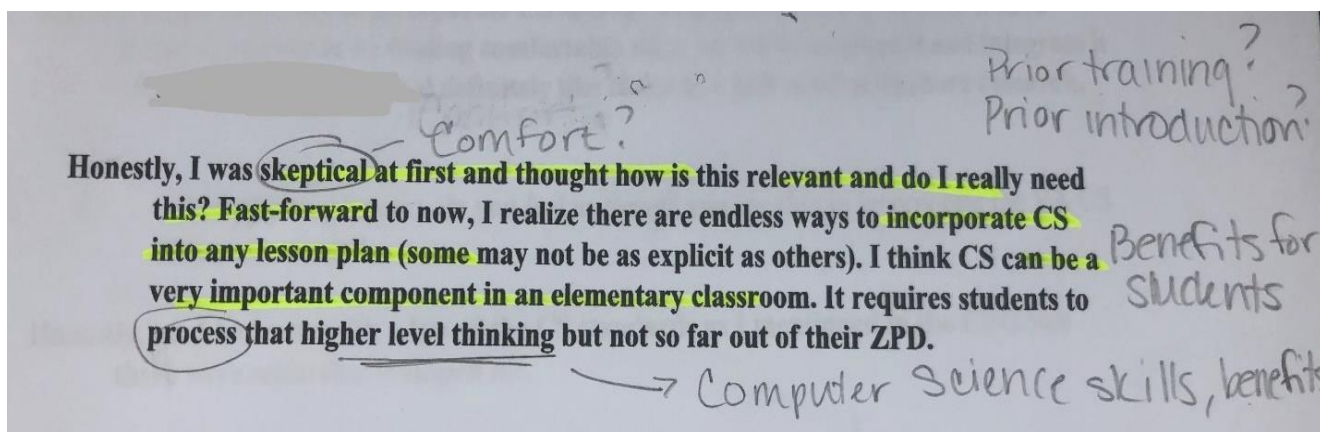 Prior training?
Prior introduction?
Comfort?
Honestly, I was skeptical at first and thought how is this relevant and do I really need
this? Fast-forward to now, I realize there are endless ways to incorporate CS
into any lesson plan (some may not be as explicit as others). I think CS can be a
very important component in an elementary classroom. It requires students to
process that higher level thinking but not so far out of their ZPD.
Benefits for
students
Computer Science skills, benefits